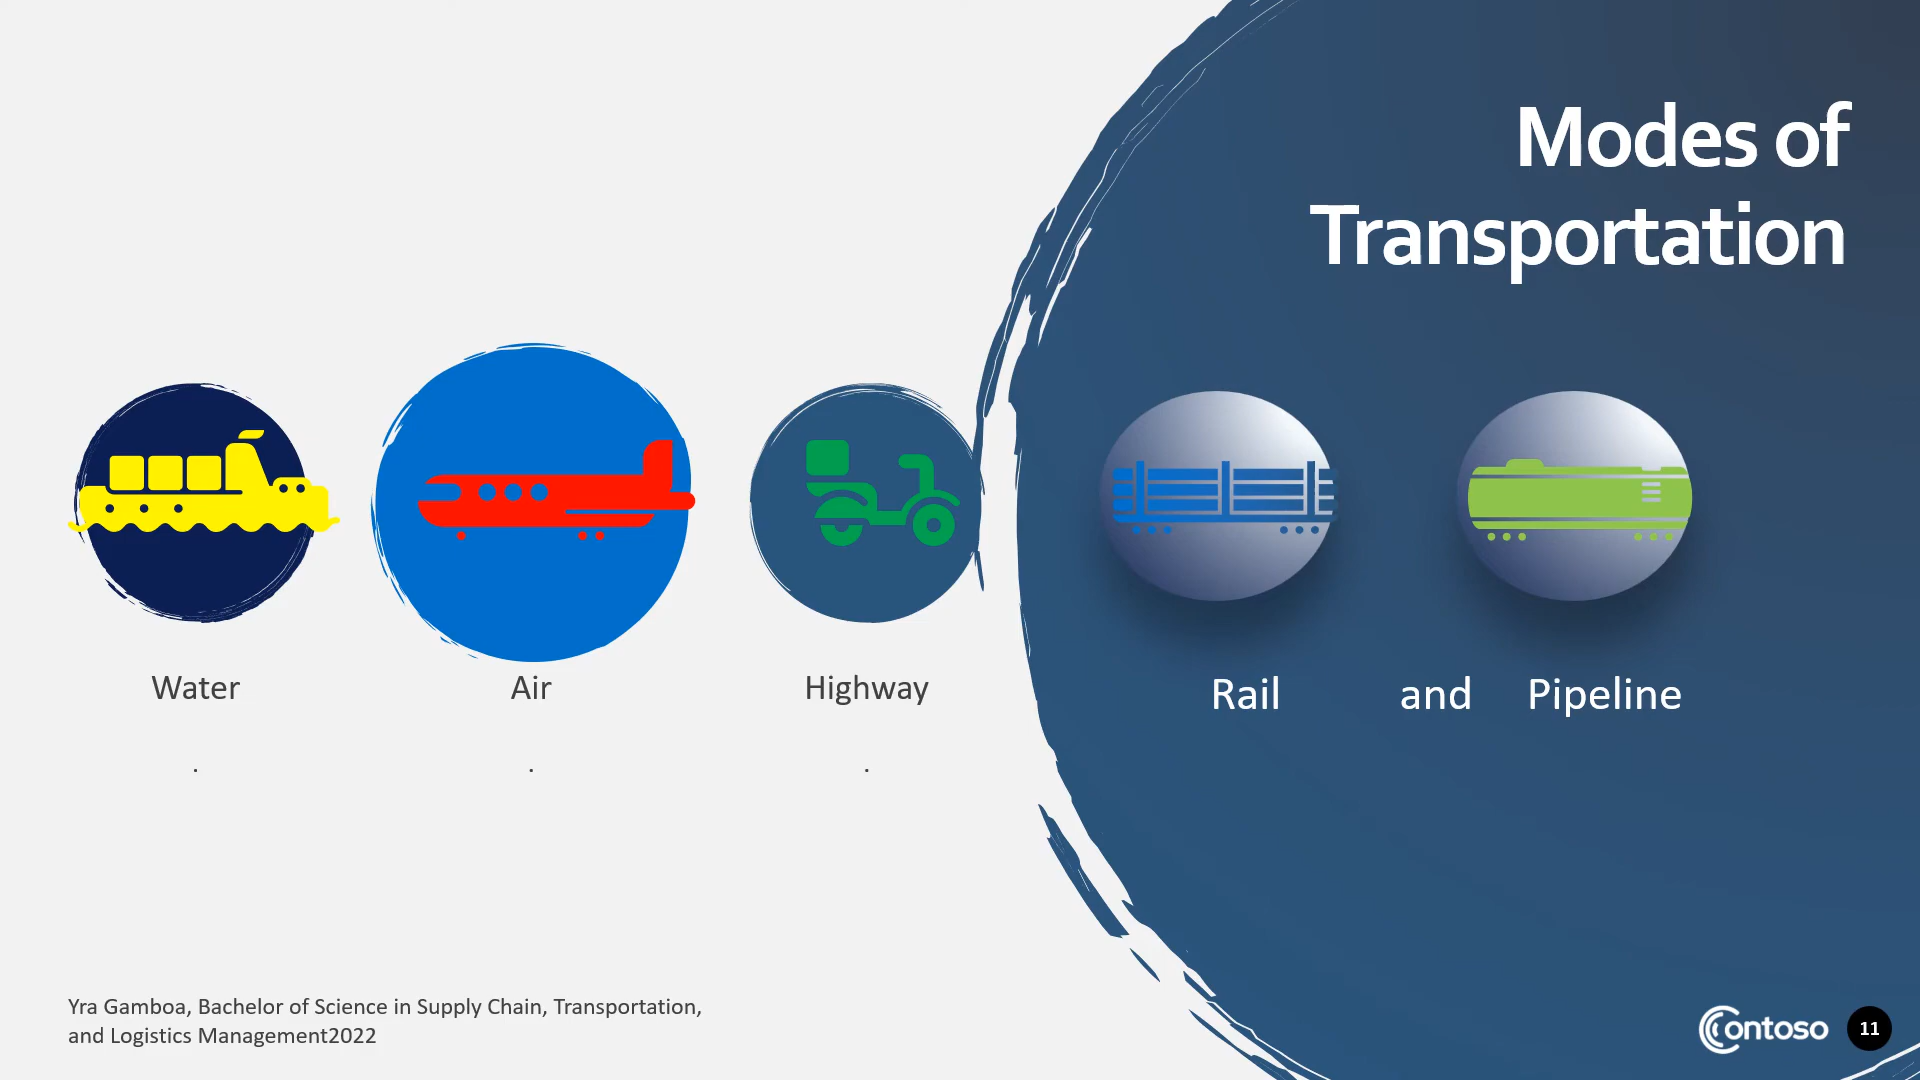 Modes of
Transportation
Water
Air
Highway
Rail and Pipeline
.
.
.
Yra Gamboa, Bachelor of Science in Supply Chain, Transportation,
and Logistics Management2022
Contoso
11